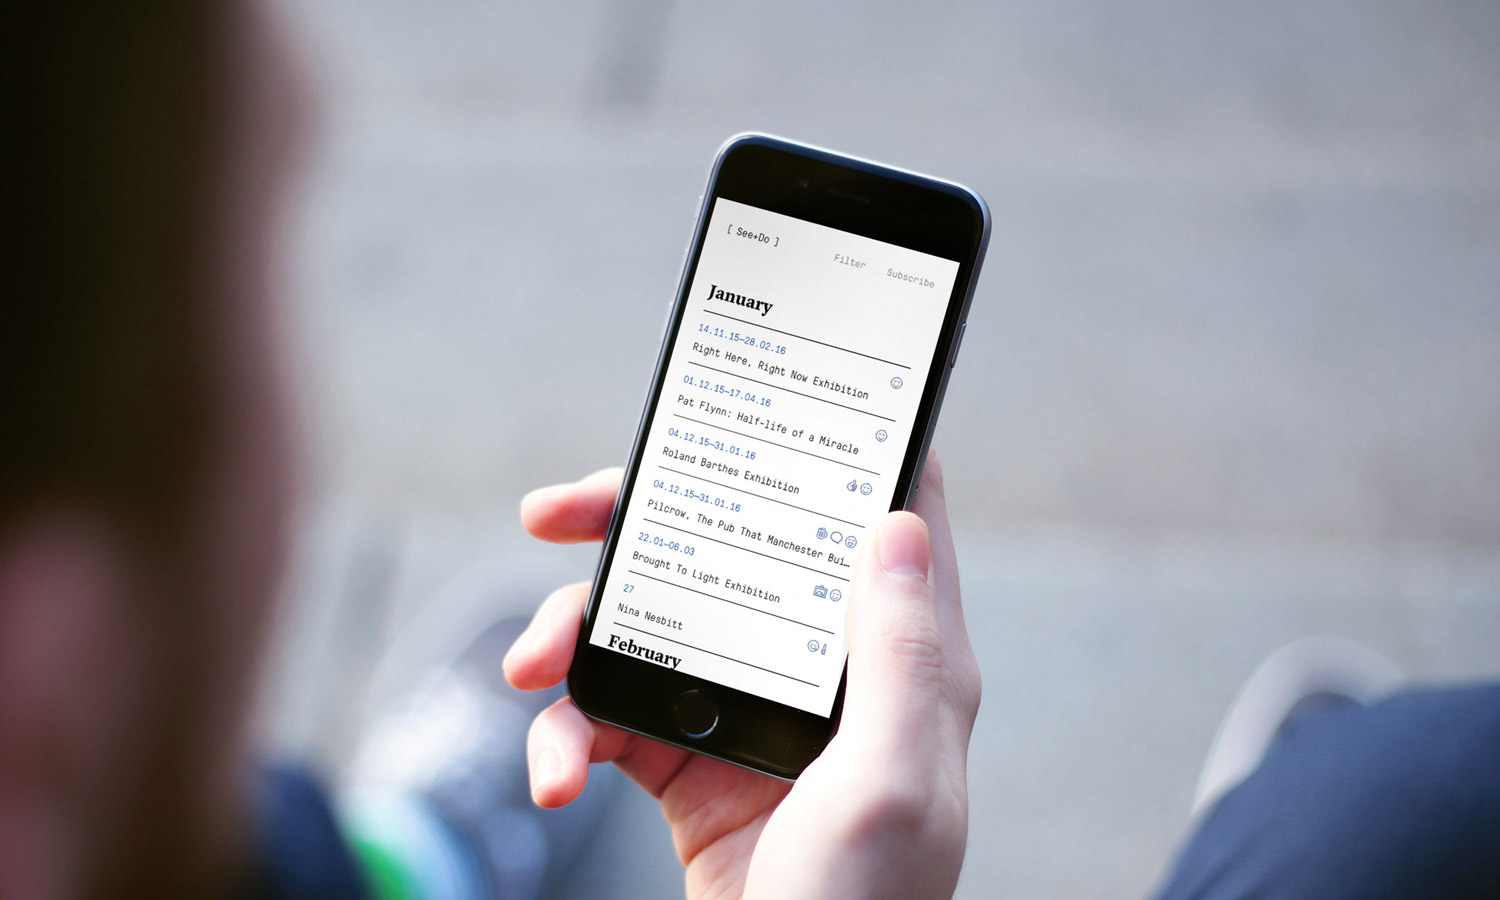 [ See+Do ]
Filter Subscribe
January
14.11.15–28.02.16
Right Here, Right Now Exhibition
01.12.15–17.04.16
Pat Flynn: Half-life of a Miracle
04.12.15–31.01.16
Roland Barthes Exhibition
04.12.15–31.01.16
Pilcrow, The Pub That Manchester Bui…
22.01–06.03
Brought To Light Exhibition
27
Nina Nesbitt
February